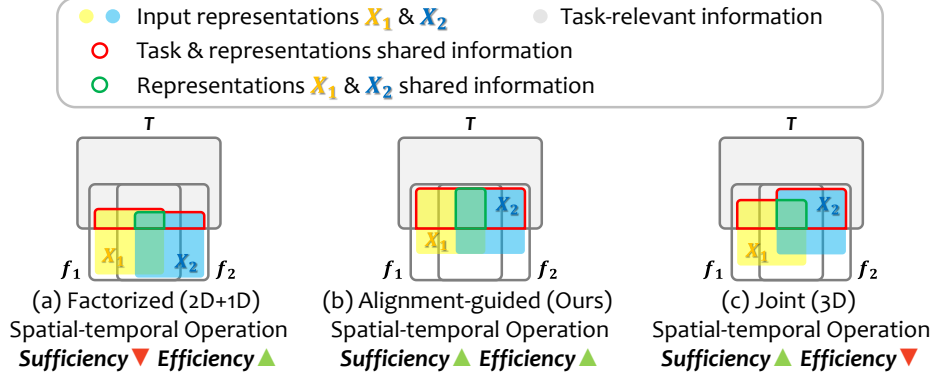 Input representations X₁ & X₂ Task-relevant information
Task & representations shared information
Representations X₁ & X₂ shared information
T T T
X₁ X₂ X₁ X₂ X₁ X₂
f₁ f₂ f₁ f₂ f₁ f₂
(a) Factorized (2D+1D) (b) Alignment-guided (Ours) (c) Joint (3D)
Spatial-temporal Operation Spatial-temporal Operation Spatial-temporal Operation
Sufficiency▼ Efficiency▲ Sufficiency▲ Efficiency▲ Sufficiency▲ Efficiency▼